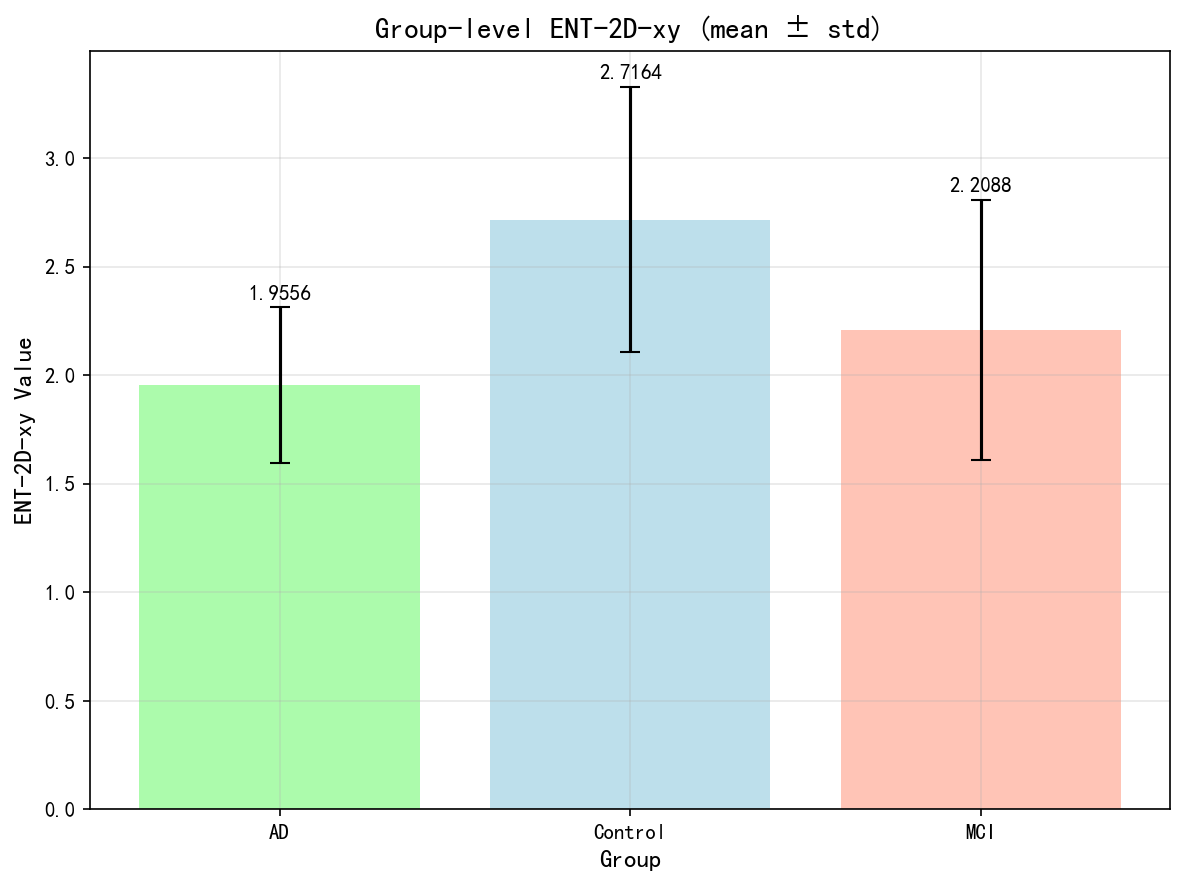 Group-level ENT-2D-xy (mean ± std)
2.7164
2.2088
1.9556
3.0
2.5
2.0
1.5
1.0
0.5
0.0
ENT-2D-xy Value
AD
Control
MCI
Group